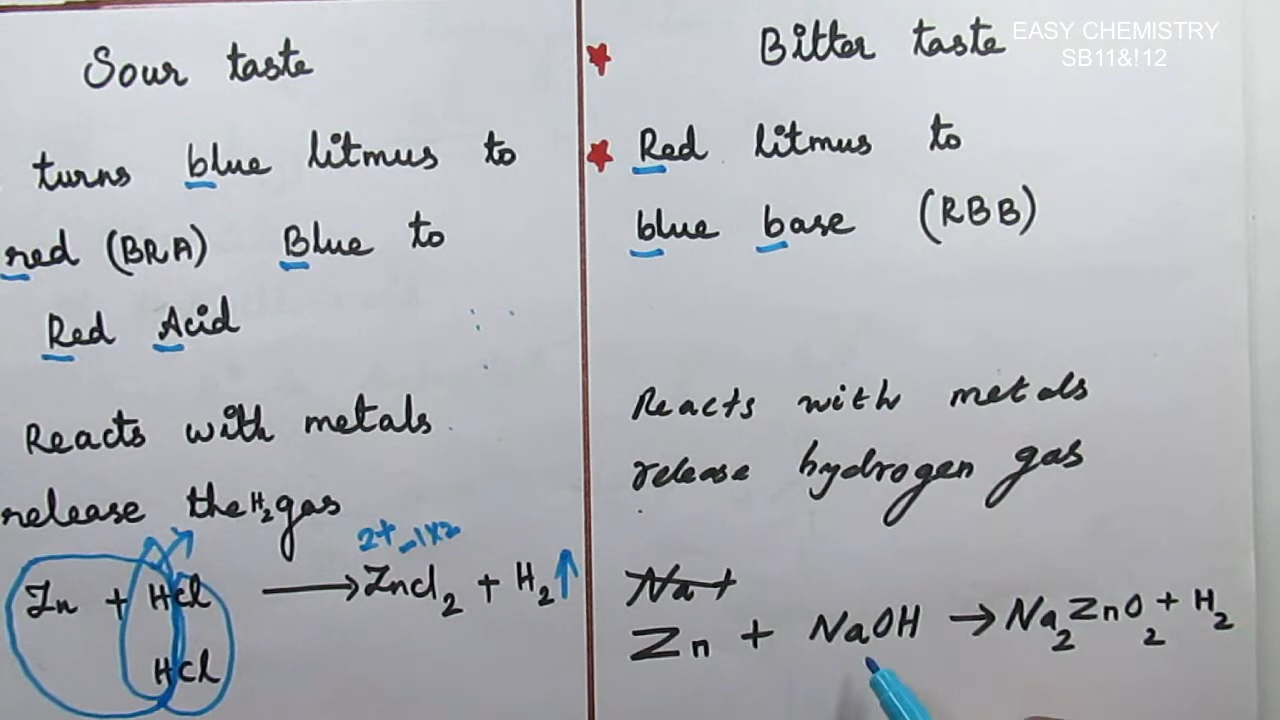 Sour taste
turns blue litmus to
red (BRA) Blue to
Red Acid
Reacts with metals
release the H2 gas
2+ -1x2
Zn + HCl → ZnCl2 + H2 ↑
HCl
EASY CHEMISTRY
SB11&!12
Bitter taste
Red litmus to
blue base (RBB)
Reacts with metals
release hydrogen gas
Na +
Zn + NaOH → Na2ZnO2 + H2